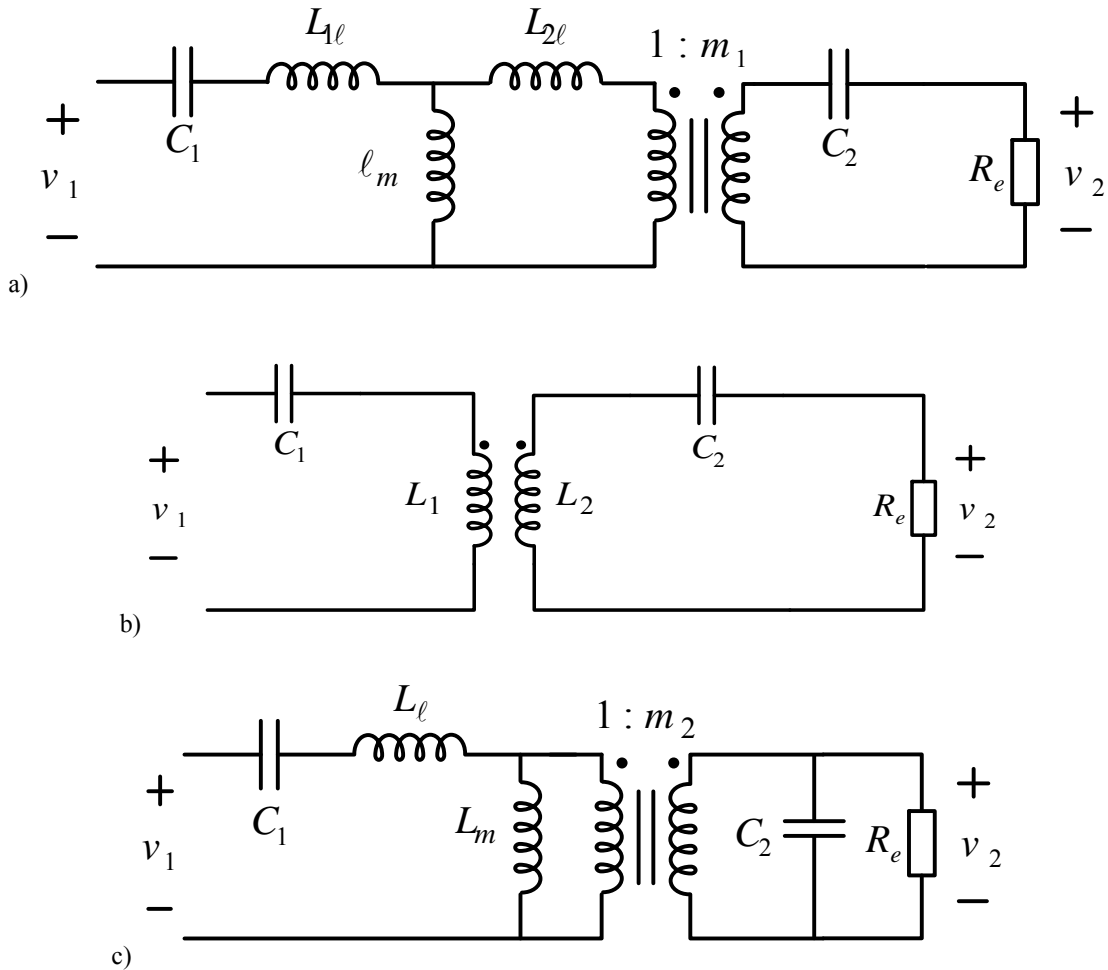 L₁ℓ L₂ℓ 1 : m₁
+ C₁ ℓₘ C₂ Rₑ +
v₁ v₂
− −
a)
C₁ C₂
+ L₁ L₂ Rₑ +
v₁ v₂
− −
b)
L_ℓ 1 : m₂
+ C₁ Lₘ C₂ Rₑ +
v₁ v₂
− −
c)